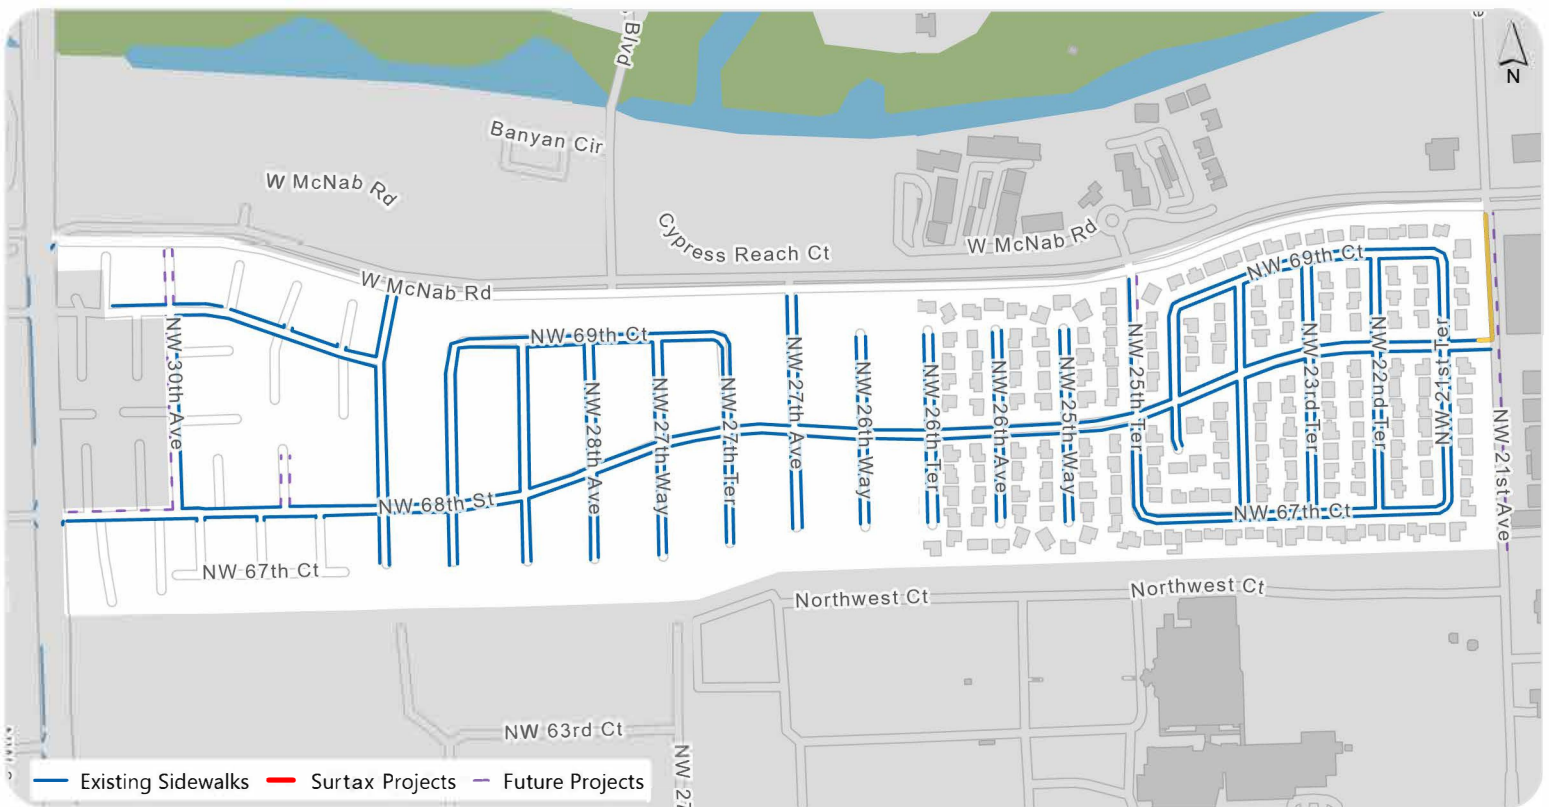 Blvd
N
Banyan Cir
W McNab Rd
Cypress Reach Ct
W McNab Rd
NW 69th Ct
W McNab Rd
NW 69th Ct
NW 30th Ave
NW 28th Ave
NW 27th Way
NW 27th Ter
NW 27th Ave
NW 26th Way
NW 26th Ter
NW 26th Ave
NW 25th Way
NW 25th Ter
NW 23rd Ter
NW 22nd Ter
NW 21st Ter
NW 21st Ave
NW 68th St
NW 67th Ct
NW 67th Ct
Northwest Ct
Northwest Ct
NW 63rd Ct
NW 27
Existing Sidewalks Surtax Projects Future Projects